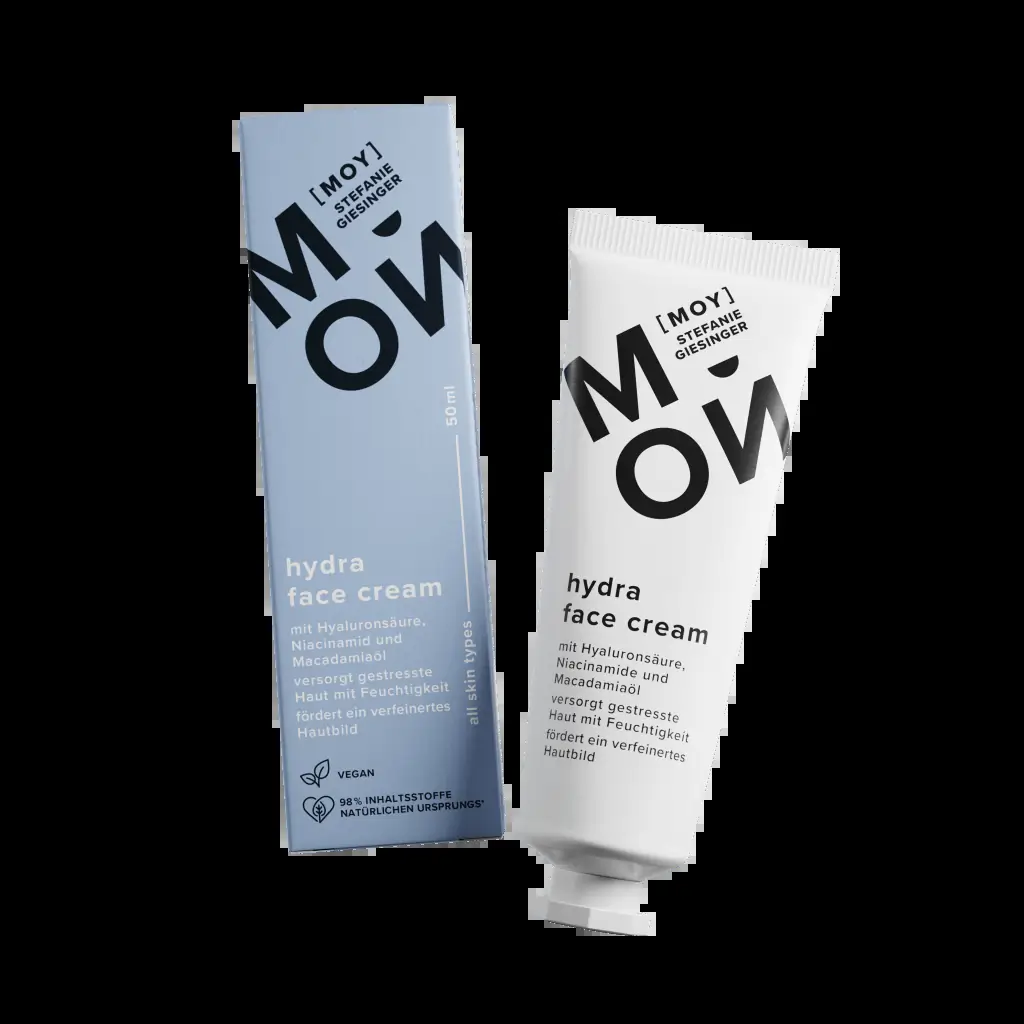 [MOY]
STEFANIE
GIESINGER
MOW
50 ml
all skin types
hydra
face cream
mit Hyaluronsäure,
Niacinamid und
Macadamiaöl
versorgt gestresste
Haut mit Feuchtigkeit
fördert ein verfeinertes
Hautbild
VEGAN
98% INHALTSSTOFFE
NATÜRLICHEN URSPRUNGS*
[MOY]
STEFANIE
GIESINGER
MOW
hydra
face cream
mit Hyaluronsäure,
Niacinamide und
Macadamiaöl
versorgt gestresste
Haut mit Feuchtigkeit
fördert ein verfeinertes
Hautbild